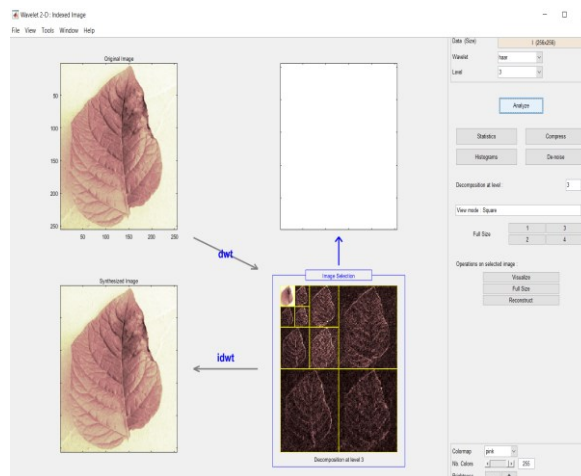 Wavelet 2-D : Indexed Image
File View Tools Window Help
Original Image
50
100
150
200
250
50 100 150 200 250
dwt
Synthesized Image
idwt
Image Selection
Decomposition at level 3
Data (Size) I (256x256)
Wavelet haar
Level 3
Analyze
Statistics Compress
Histograms De-noise
Decomposition at level 3
View mode : Square
Full Size 1 3
2 4
Operations on selected image
Visualize
Full Size
Reconstruct
Colormap pink
Nb. Colors 255